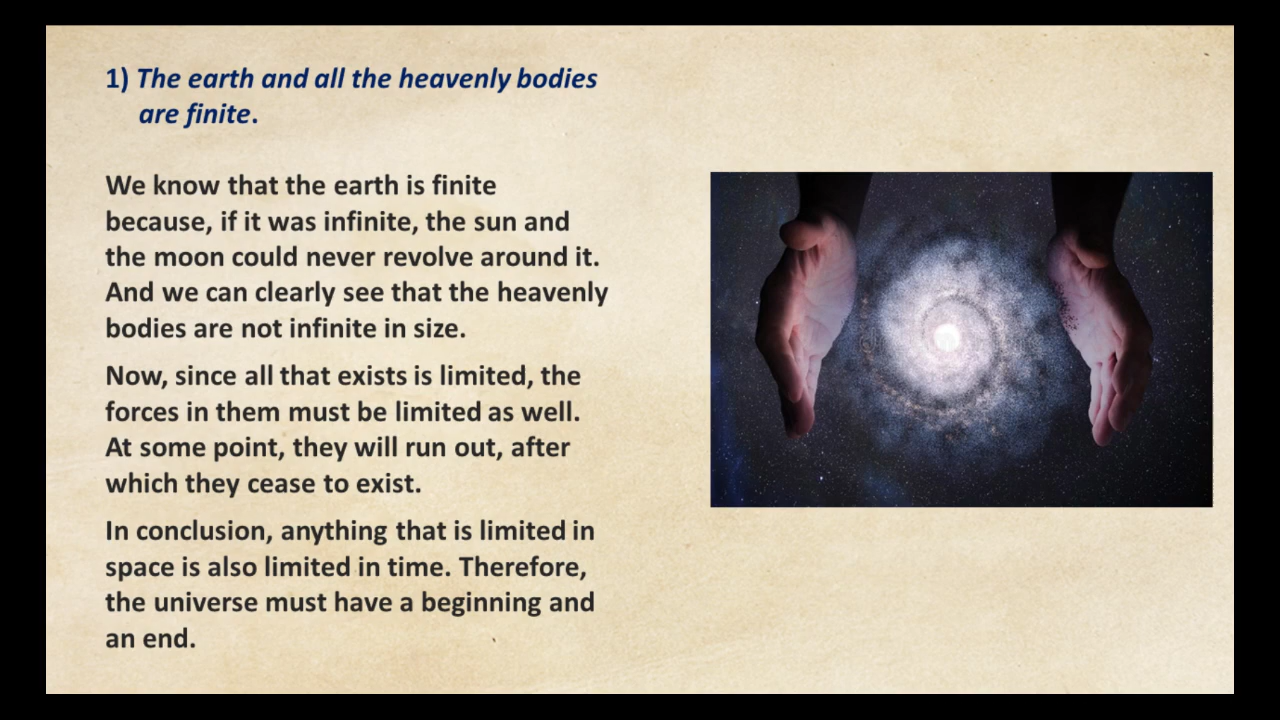 1) The earth and all the heavenly bodies
are finite.
We know that the earth is finite
because, if it was infinite, the sun and
the moon could never revolve around it.
And we can clearly see that the heavenly
bodies are not infinite in size.
Now, since all that exists is limited, the
forces in them must be limited as well.
At some point, they will run out, after
which they cease to exist.
In conclusion, anything that is limited in
space is also limited in time. Therefore,
the universe must have a beginning and
an end.